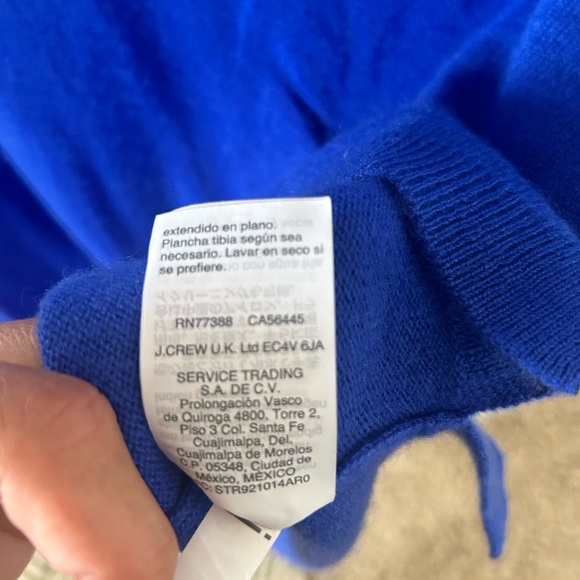 extendido en plano.
Plancha tibia según sea
necesario. Lavar en seco si
se prefiere.
RN77388 CA56445
J.CREW U.K. Ltd EC4V 6JA
SERVICE TRADING
S.A. DE C.V.
Prolongación Vasco
de Quiroga 4800, Torre 2,
Piso 3 Col. Santa Fe
Cuajimalpa, Del.
Cuajimalpa de Morelos
C.P. 05348, Ciudad de
México, MÉXICO
C: STR921014AR0